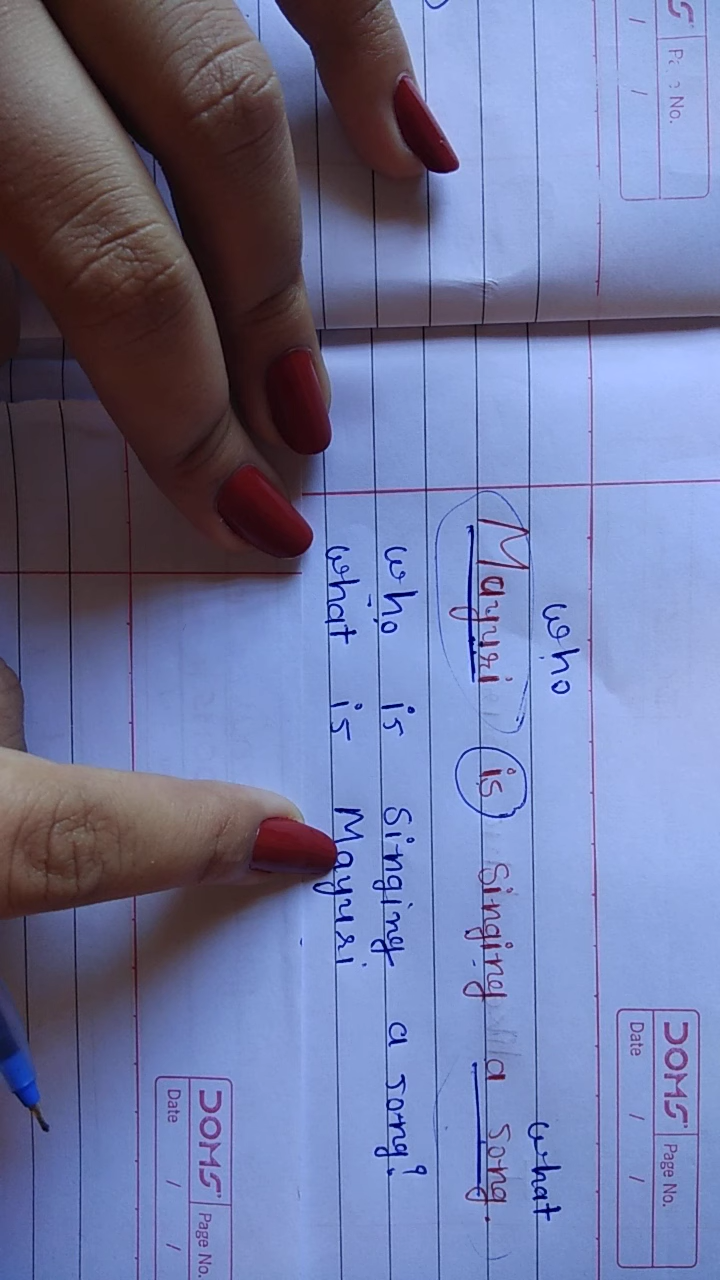 DOMS
Page No.
Date / /
who
what
Mayuri is singing a song.
who is singing a song?
what is Mayuri
DOMS
Page No.
Date / /